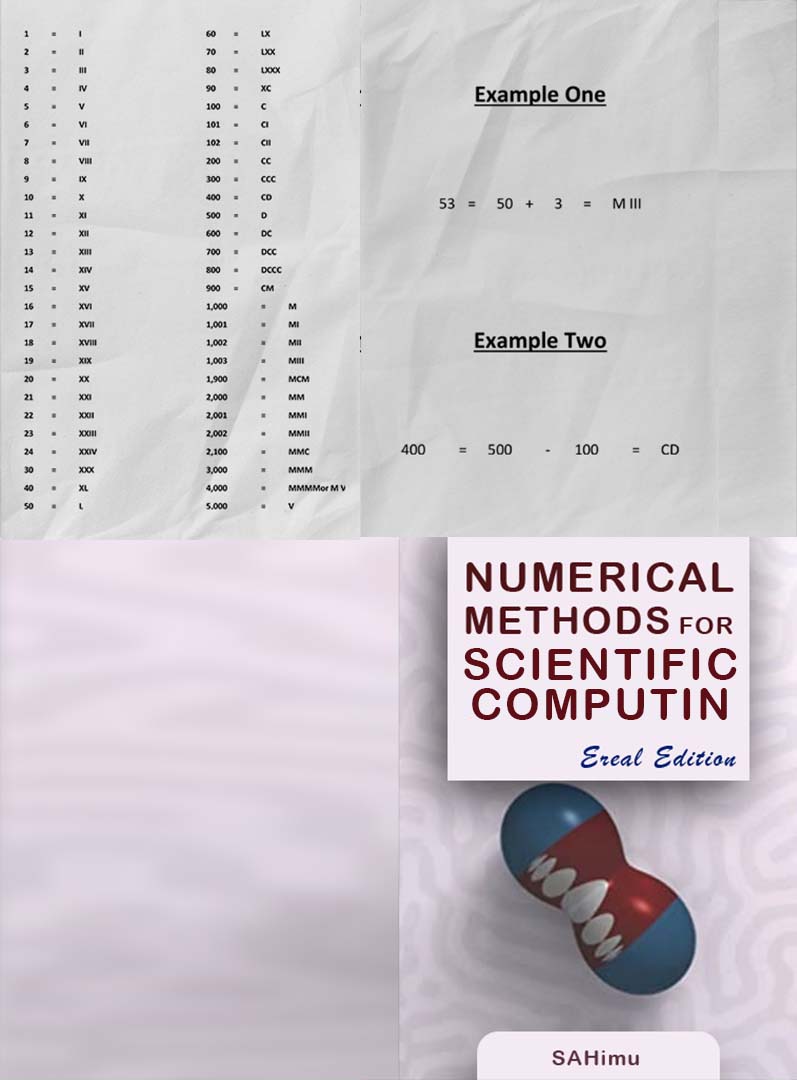 1 = I
2 = II
3 = III
4 = IV
5 = V
6 = VI
7 = VII
8 = VIII
9 = IX
10 = X
11 = XI
12 = XII
13 = XIII
14 = XIV
15 = XV
16 = XVI
17 = XVII
18 = XVIII
19 = XIX
20 = XX
21 = XXI
22 = XXII
23 = XXIII
24 = XXIV
30 = XXX
40 = XL
50 = L
60 = LX
70 = LXX
80 = LXXX
90 = XC
100 = C
101 = CI
102 = CII
200 = CC
300 = CCC
400 = CD
500 = D
600 = DC
700 = DCC
800 = DCCC
900 = CM
1,000 = M
1,001 = MI
1,002 = MII
1,003 = MIII
1,900 = MCM
2,000 = MM
2,001 = MMI
2,002 = MMII
2,100 = MMC
3,000 = MMM
4,000 = MMMMor M V
5.000 = V
Example One
53 = 50 + 3 = M III
Example Two
400 = 500 - 100 = CD
NUMERICAL
METHODS FOR
SCIENTIFIC
COMPUTIN
Ereal Edition
SAHimu